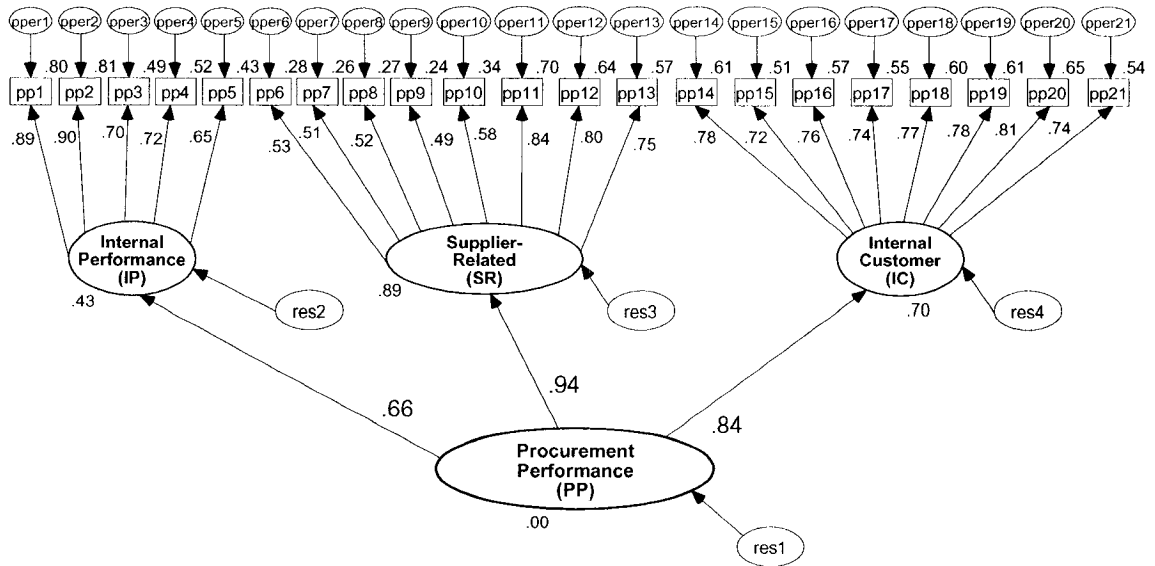 pper1 pper2 pper3 pper4 pper5 pper6 pper7 pper8 pper9 pper10 pper11 pper12 pper13 pper14 pper15 pper16 pper17 pper18 pper19 pper20 pper21
.80 .81 .49 .52 .43 .28 .26 .27 .24 .34 .70 .64 .57 .61 .51 .57 .55 .60 .61 .65 .54
pp1 pp2 pp3 pp4 pp5 pp6 pp7 pp8 pp9 pp10 pp11 pp12 pp13 pp14 pp15 pp16 pp17 pp18 pp19 pp20 pp21
.89 .90 .70 .72 .65 .53 .51 .52 .49 .58 .84 .80 .75 .78 .72 .76 .74 .77 .78 .81 .74
Internal
Performance
(IP)
.43
res2
Supplier-
Related
(SR)
.89
res3
Internal
Customer
(IC)
.70
res4
.66
.94
.84
Procurement
Performance
(PP)
.00
res1